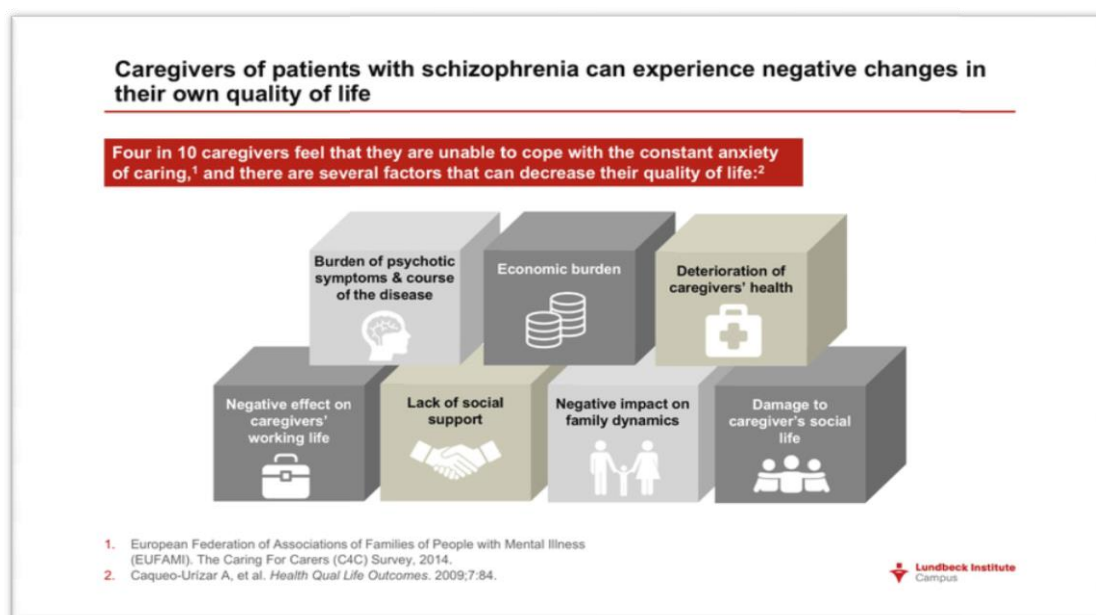 Caregivers of patients with schizophrenia can experience negative changes in
their own quality of life
Four in 10 caregivers feel that they are unable to cope with the constant anxiety
of caring,1 and there are several factors that can decrease their quality of life:2
Burden of psychotic
symptoms & course
of the disease
Economic burden
Deterioration of
caregivers' health
Negative effect on
caregivers'
working life
Lack of social
support
Negative impact on
family dynamics
Damage to
caregiver's social
life
1. European Federation of Associations of Families of People with Mental Illness
(EUFAMI). The Caring For Carers (C4C) Survey, 2014.
2. Caqueo-Urízar A, et al. Health Qual Life Outcomes. 2009;7:84.
Lundbeck Institute
Campus